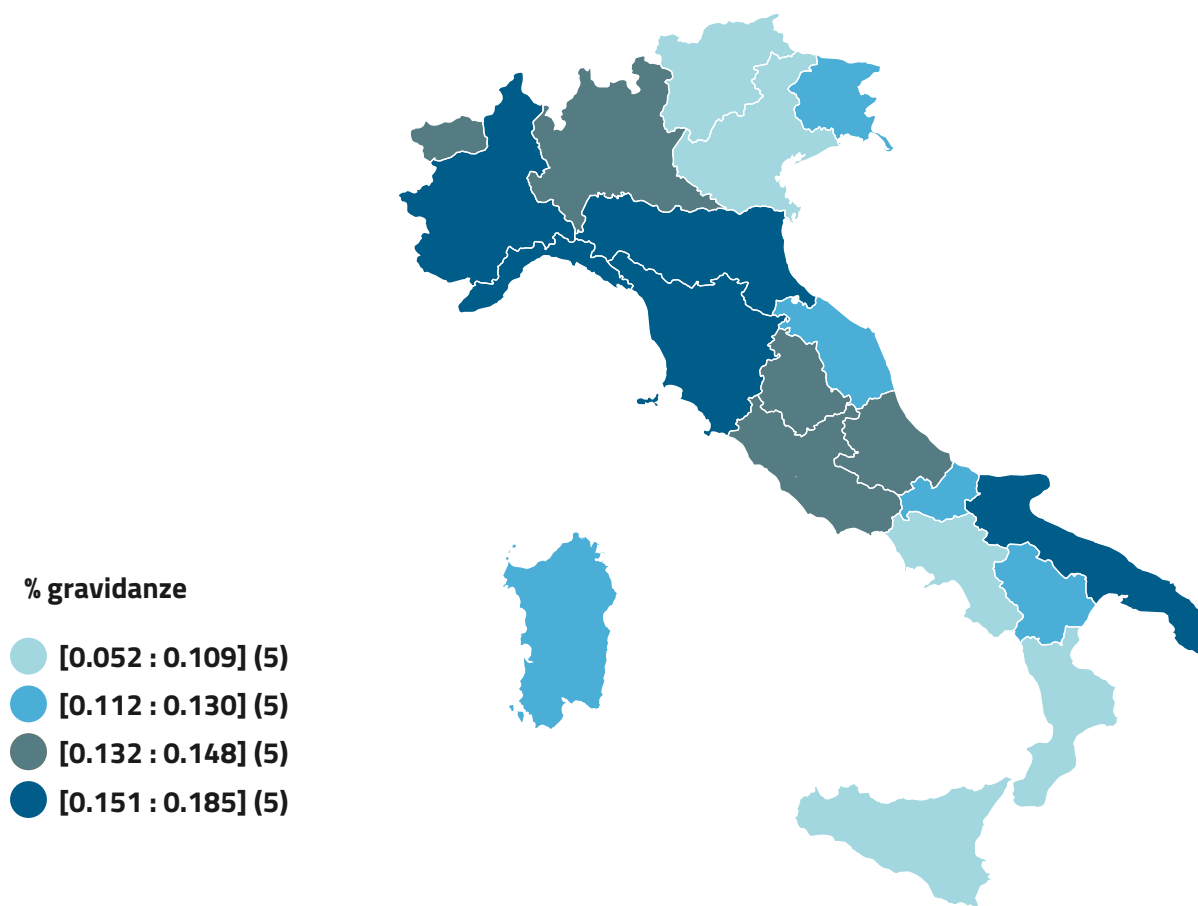 % gravidanze
[0.052 : 0.109] (5)
[0.112 : 0.130] (5)
[0.132 : 0.148] (5)
[0.151 : 0.185] (5)